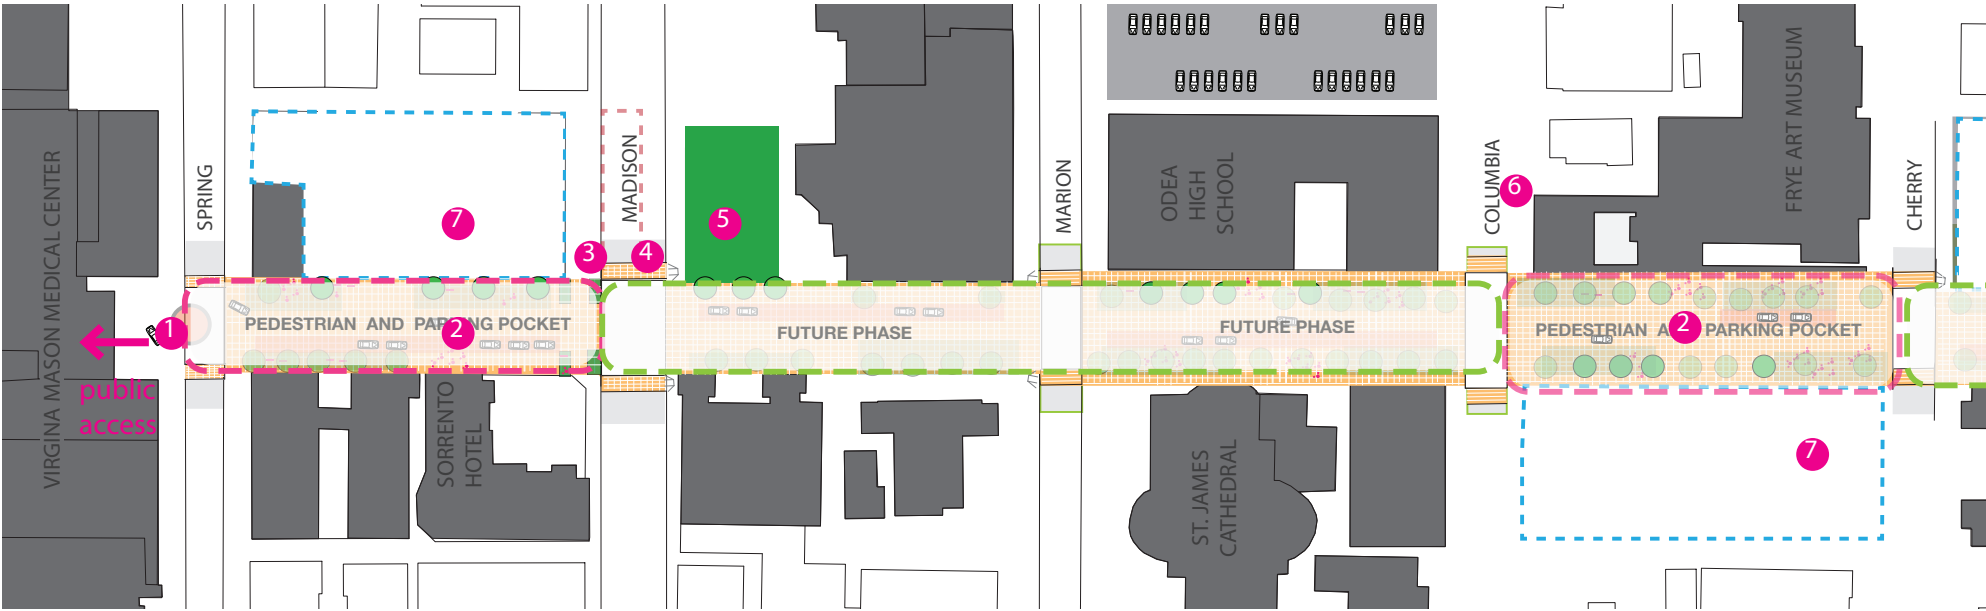 VIRGINA MASON MEDICAL CENTER
public
access
1
SPRING
7
PEDESTRIAN AND PARKING POCKET
2
SORRENTO
HOTEL
3
MADISON
4
5
FUTURE PHASE
MARION
ODEA
HIGH
SCHOOL
FUTURE PHASE
ST. JAMES
CATHEDRAL
COLUMBIA
6
FRYE ART MUSEUM
PEDESTRIAN AND PARKING POCKET
2
7
CHERRY